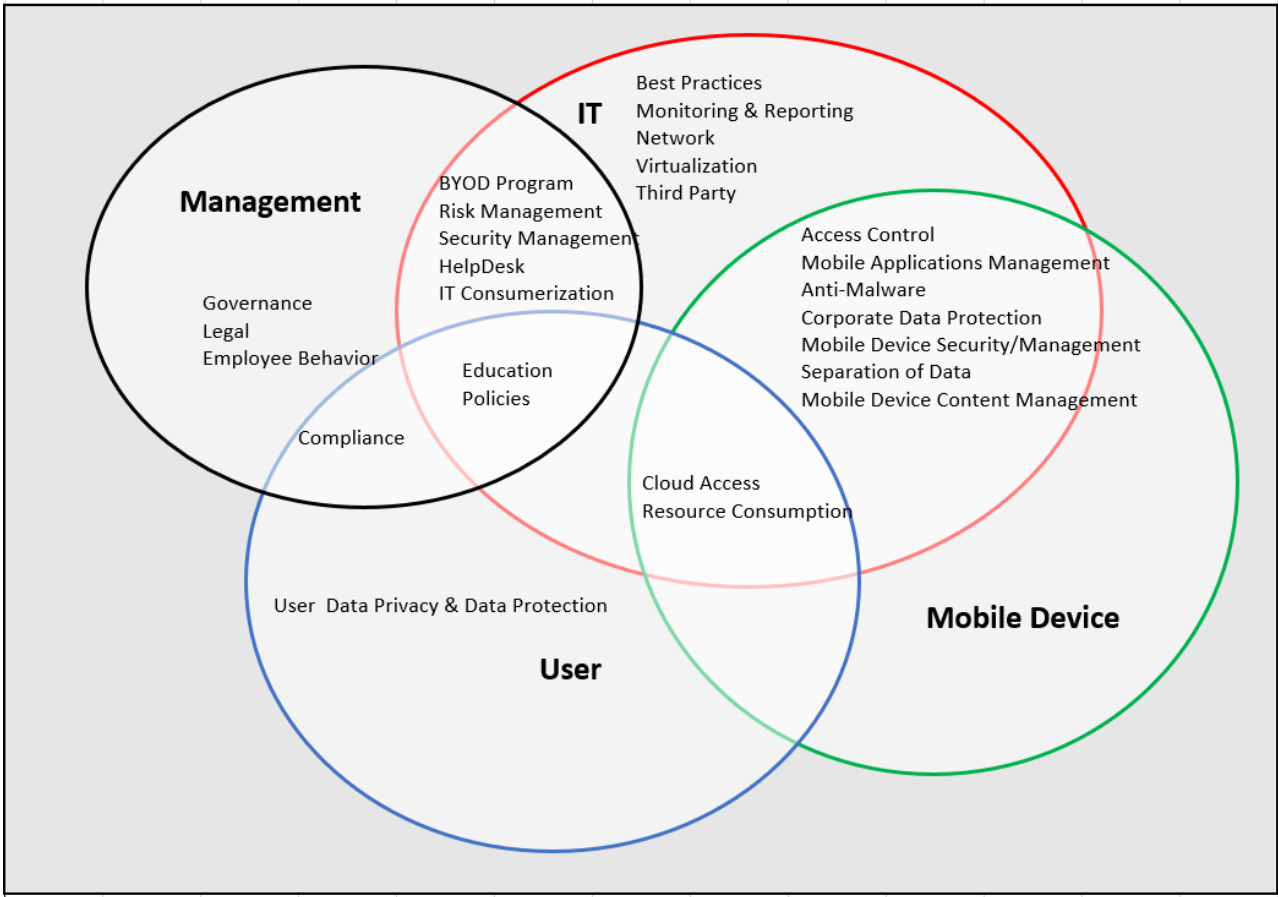 IT
Best Practices
Monitoring & Reporting
Network
Virtualization
Third Party
Management
BYOD Program
Risk Management
Security Management
HelpDesk
IT Consumerization
Access Control
Mobile Applications Management
Anti-Malware
Corporate Data Protection
Mobile Device Security/Management
Separation of Data
Mobile Device Content Management
Governance
Legal
Employee Behavior
Education
Policies
Compliance
Cloud Access
Resource Consumption
User Data Privacy & Data Protection
Mobile Device
User